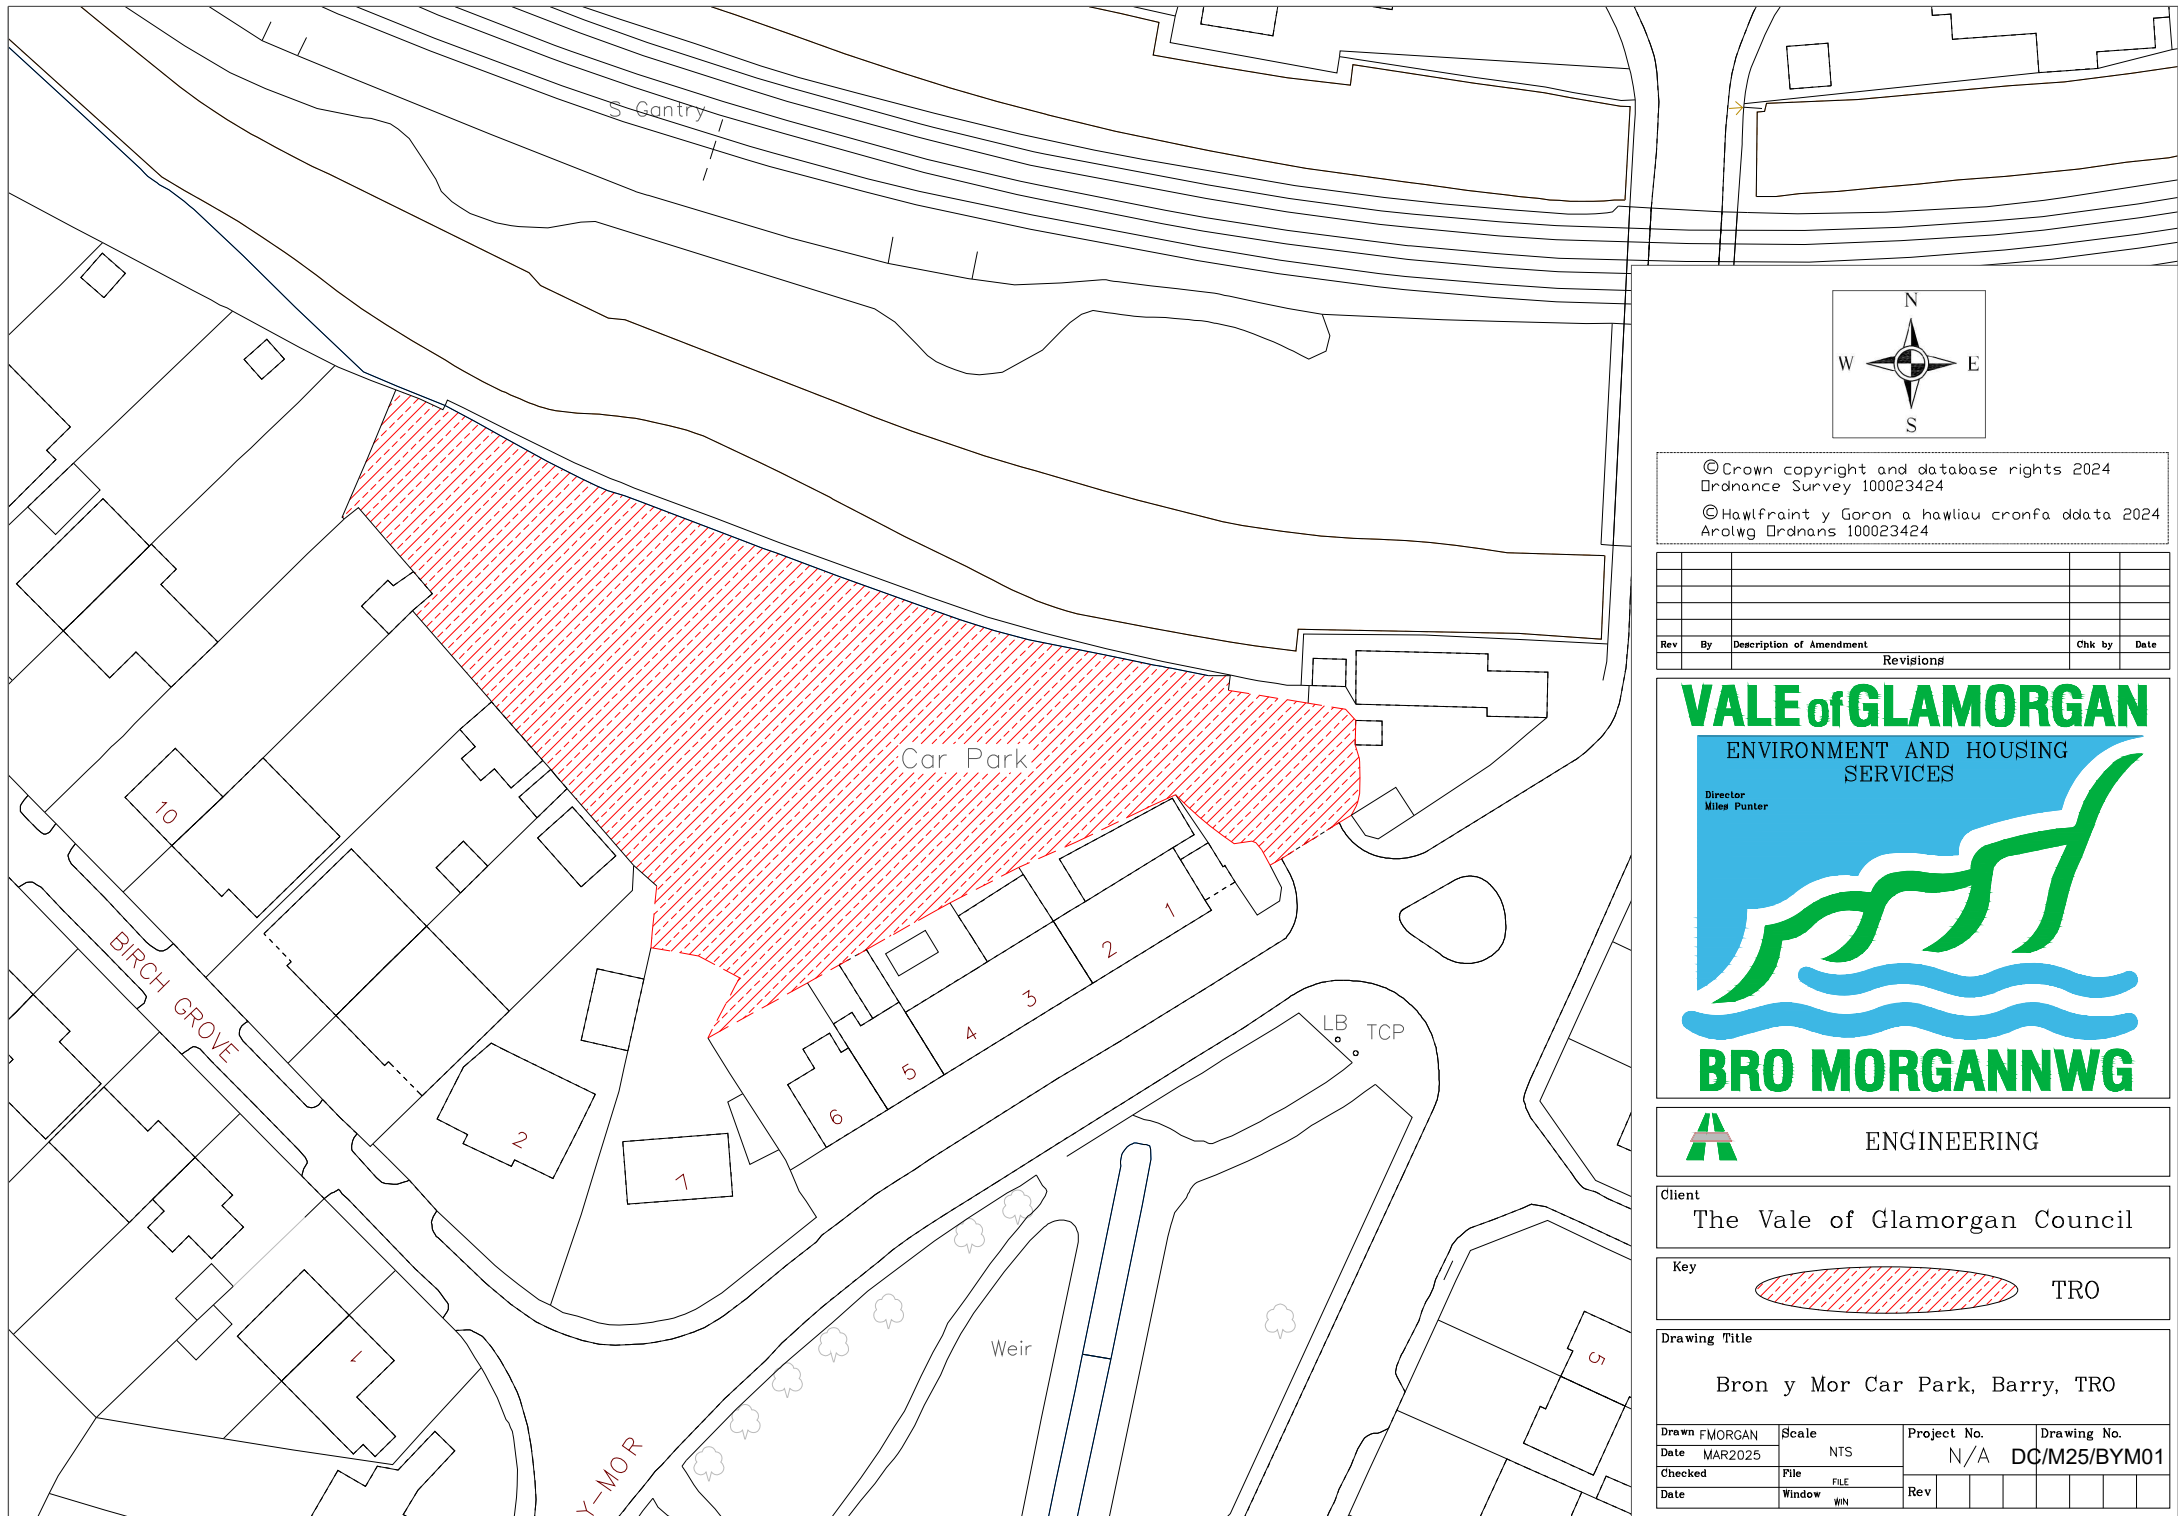 S Gantry
Car Park
10
BIRCH GROVE
1
2
3
4
5
6
7
2
LB
TCP
Weir
1
5
Y-MOR
N
W
E
S
©Crown copyright and database rights 2024
Ordnance Survey 100023424
©Hawlfraint y Goron a hawliau cronfa ddata 2024
Arolwg Ordnans 100023424
Rev By Description of Amendment Chk by Date
Revisions
VALE of GLAMORGAN
ENVIRONMENT AND HOUSING
SERVICES
Director
Miles Punter
BRO MORGANNWG
ENGINEERING
Client
The Vale of Glamorgan Council
Key
TRO
Drawing Title
Bron y Mor Car Park, Barry, TRO
Drawn FMORGAN
Date MAR2025
Checked
Date
Scale
NTS
File
FILE
Window
WIN
Project No.
N/A
Drawing No.
DC/M25/BYM01
Rev